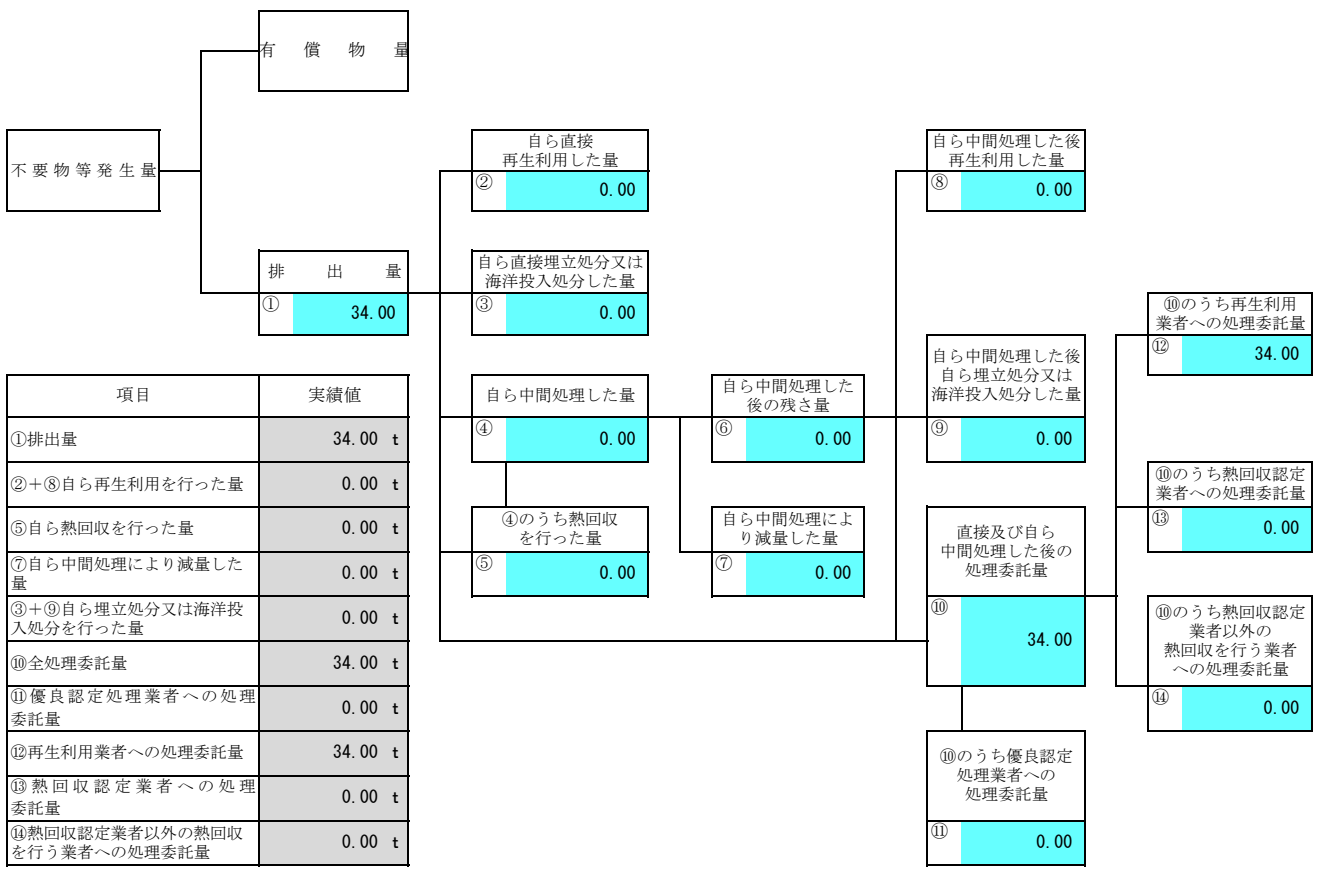 有償物量
不要物等発生量
排出量
① 34.00
自ら直接
再生利用した量
② 0.00
自ら直接埋立処分又は
海洋投入処分した量
③ 0.00
自ら中間処理した量
④ 0.00
④のうち熱回収
を行った量
⑤ 0.00
自ら中間処理した
後の残さ量
⑥ 0.00
自ら中間処理によ
り減量した量
⑦ 0.00
自ら中間処理した後
再生利用した量
⑧ 0.00
自ら中間処理した後
自ら埋立処分又は
海洋投入処分した量
⑨ 0.00
直接及び自ら
中間処理した後の
処理委託量
⑩
34.00
⑩のうち優良認定
処理業者への
処理委託量
⑪ 0.00
⑩のうち再生利用
業者への処理委託量
⑫ 34.00
⑩のうち熱回収認定
業者への処理委託量
⑬ 0.00
⑩のうち熱回収認定
業者以外の
熱回収を行う業者
への処理委託量
⑭ 0.00
項目 実績値
①排出量 34.00 t
②+⑧自ら再生利用を行った量 0.00 t
⑤自ら熱回収を行った量 0.00 t
⑦自ら中間処理により減量した
量 0.00 t
③+⑨自ら埋立処分又は海洋投
入処分を行った量 0.00 t
⑩全処理委託量 34.00 t
⑪優良認定処理業者への処理
委託量 0.00 t
⑫再生利用業者への処理委託量 34.00 t
⑬熱回収認定業者への処理
委託量 0.00 t
⑭熱回収認定業者以外の熱回収
を行う業者への処理委託量 0.00 t